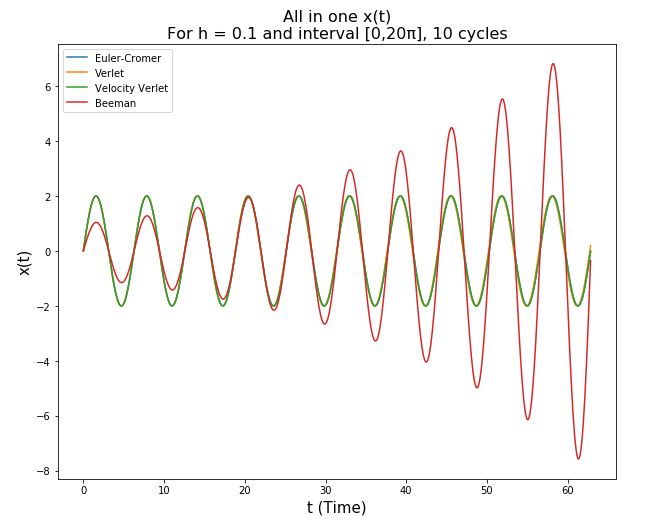 All in one x(t)
For h = 0.1 and interval [0,20π], 10 cycles
Euler-Cromer
Verlet
Velocity Verlet
Beeman
6
4
2
0
−2
−4
−6
−8
x(t)
0
10
20
30
40
50
60
t (Time)